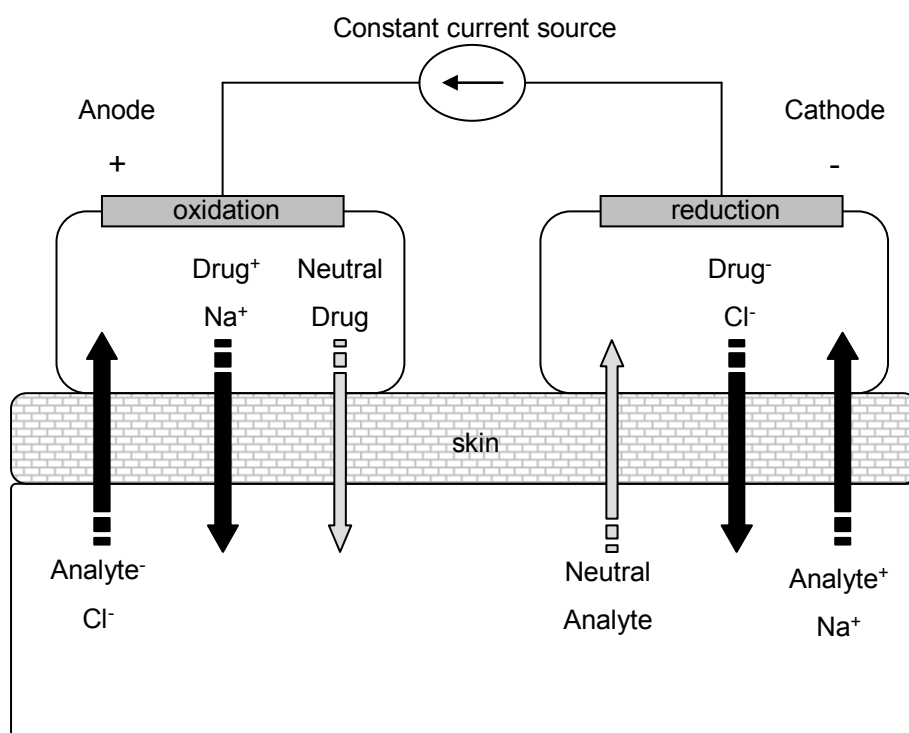 Constant current source
Anode
Cathode
+
-
oxidation
reduction
Drug⁺
Neutral
Drug⁻
Na⁺
Drug
Cl⁻
skin
Analyte⁻
Neutral
Analyte⁺
Cl⁻
Analyte
Na⁺